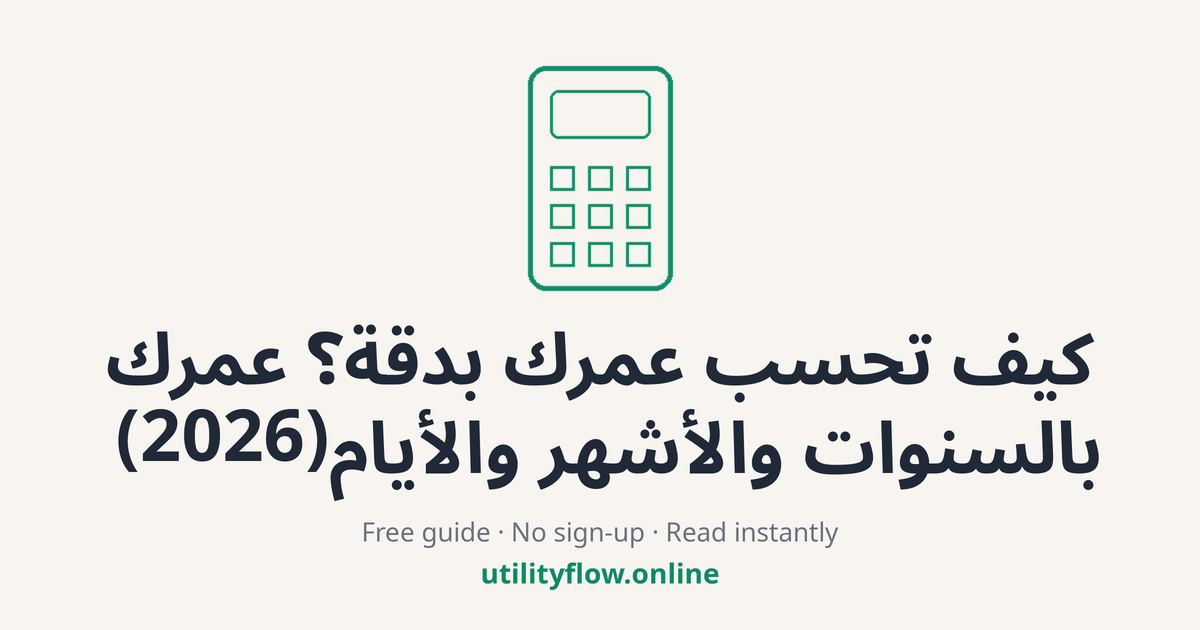 كيف تحسب عمرك بدقة؟ عمرك
بالسنوات والأشهر والأيام(2026)
Free guide · No sign-up · Read instantly
utilityflow.online